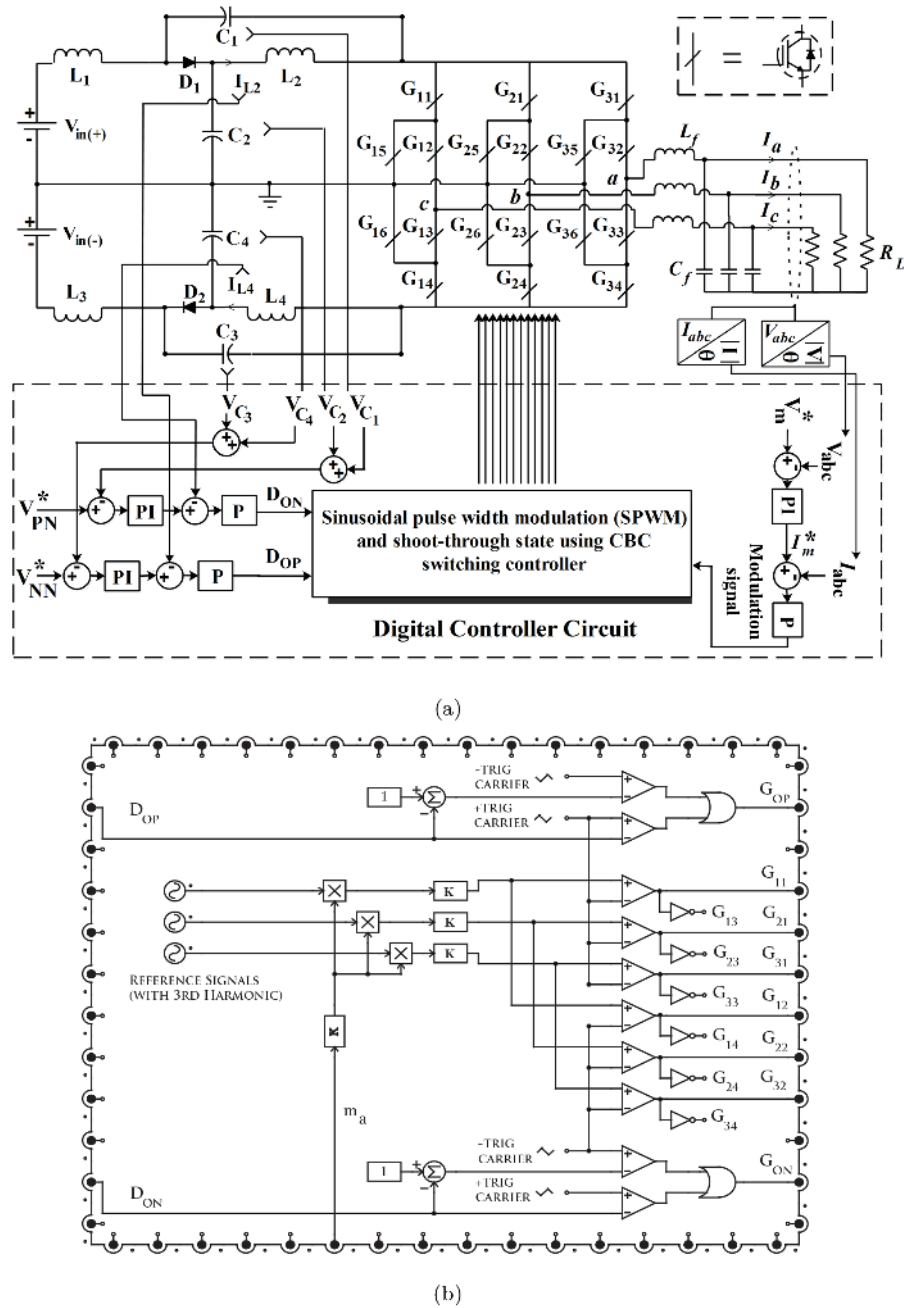 C1
L1
D1
IL2
L2
+
-
Vin(+)
C2
G11
G21
G31
G15
G12
G25
G22
G35
G32
=
Lf
Ia
a
Ib
b
Ic
c
+
-
Vin(-)
C4
G16
G13
G26
G23
G36
G33
IL4
L3
D2
L4
G14
G24
G34
Cf
RL
C3
Iabc
|I|
θ
Vabc
|V|
θ
VC3
VC4
VC2
VC1
V*m
Vabc
V*PN
PI
P
DON
V*NN
PI
P
DOP
Sinusoidal pulse width modulation (SPWM)
and shoot-through state using CBC
switching controller
PI
I*m
Iabc
Modulation
signal
P
Digital Controller Circuit
(a)
-TRIG
CARRIER
1
+
Σ
-
+TRIG
CARRIER
DOP
GOP
K
G11
G13
G21
K
G23
G31
K
G33
G12
REFERENCE SIGNALS
(WITH 3RD HARMONIC)
K
G14
G22
G24
G32
G34
ma
-TRIG
CARRIER
1
+
Σ
-
+TRIG
CARRIER
DON
GON
(b)